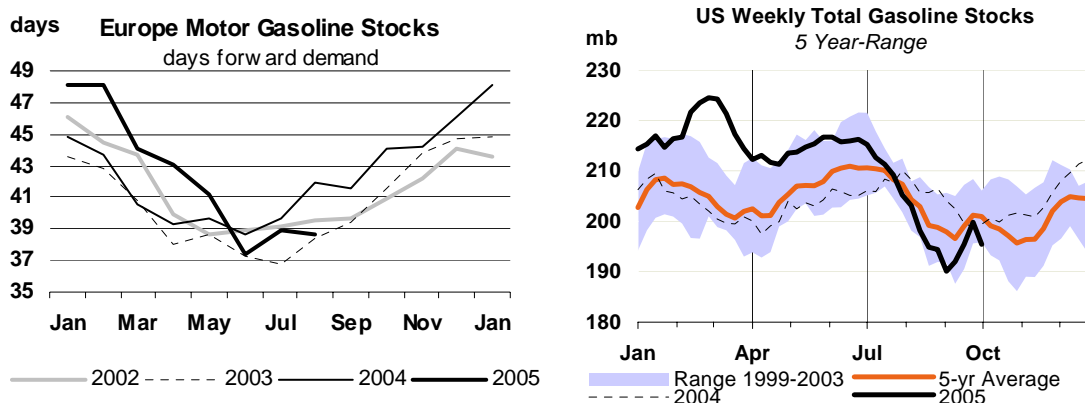 days
Europe Motor Gasoline Stocks
days forward demand
49
47
45
43
41
39
37
35
Jan Mar May Jul Sep Nov Jan
2002 2003 2004 2005
US Weekly Total Gasoline Stocks
mb
5 Year-Range
230
220
210
200
190
180
Jan Apr Jul Oct
Range 1999-2003 5-yr Average
2004 2005